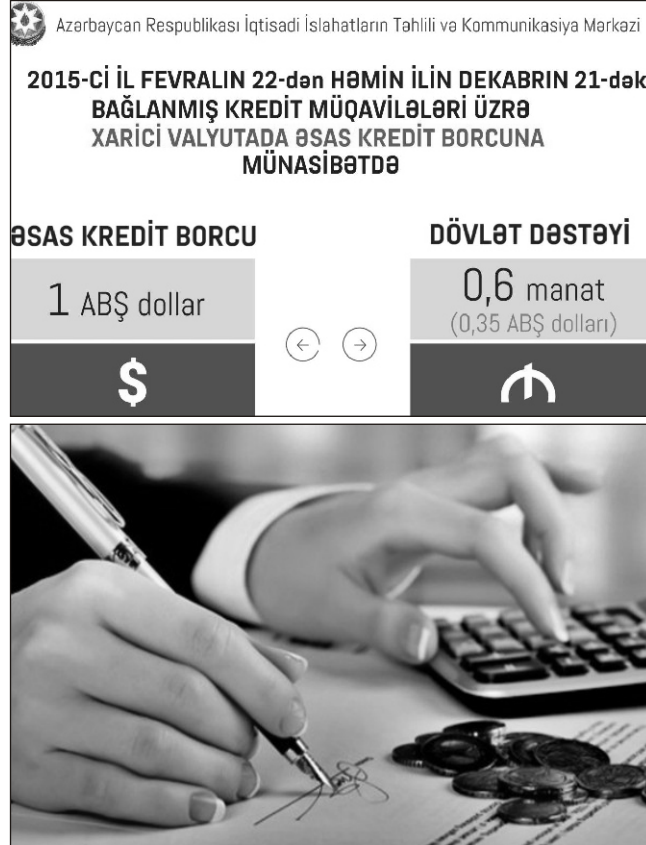 Azərbaycan Respublikası İqtisadi İslahatların Təhlili və Kommunikasiya Mərkəzi
2015-Cİ İL FEVRALIN 22-dən HƏMİN İLİN DEKABRIN 21-dək
BAĞLANMIŞ KREDİT MÜQAVİLƏLƏRİ ÜZRƏ
XARİCİ VALYUTADA ƏSAS KREDİT BORCUNA
MÜNASİBƏTDƏ
ƏSAS KREDİT BORCU
1 ABŞ dollar
$
DÖVLƏT DƏSTƏYİ
0,6 manat
(0,35 ABŞ dolları)
₼